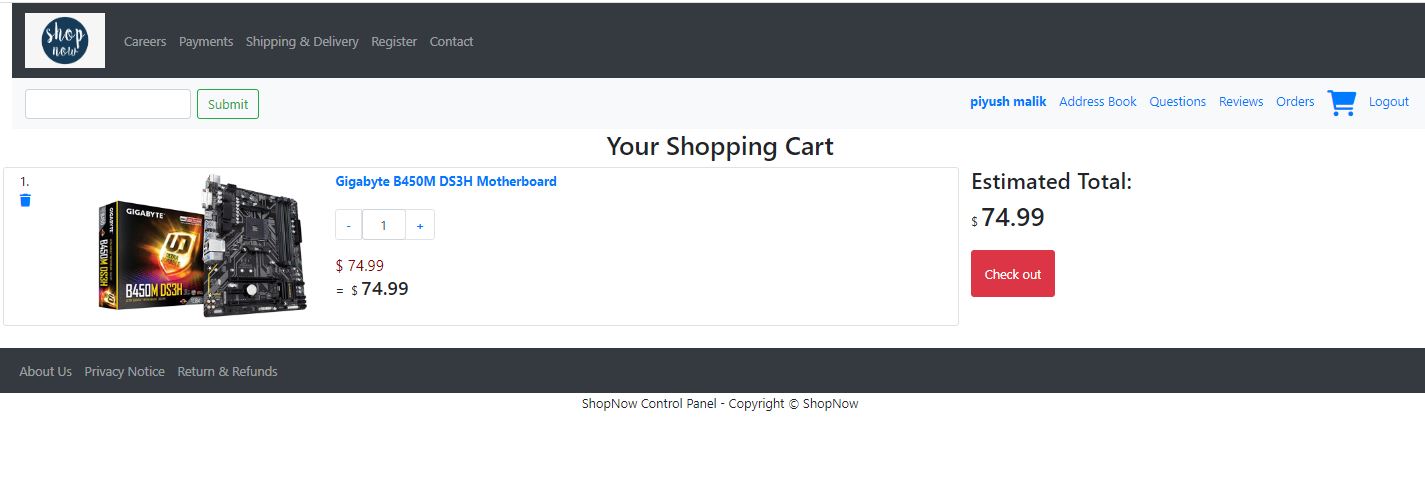 shop
now
Careers Payments Shipping & Delivery Register Contact
Submit
piyush malik Address Book Questions Reviews Orders Logout
Your Shopping Cart
1.
GIGABYTE
B450M DS3H
B450M DS3H
Gigabyte B450M DS3H Motherboard
- 1 +
$ 74.99
= $ 74.99
Estimated Total:
$ 74.99
Check out
About Us Privacy Notice Return & Refunds
ShopNow Control Panel - Copyright © ShopNow